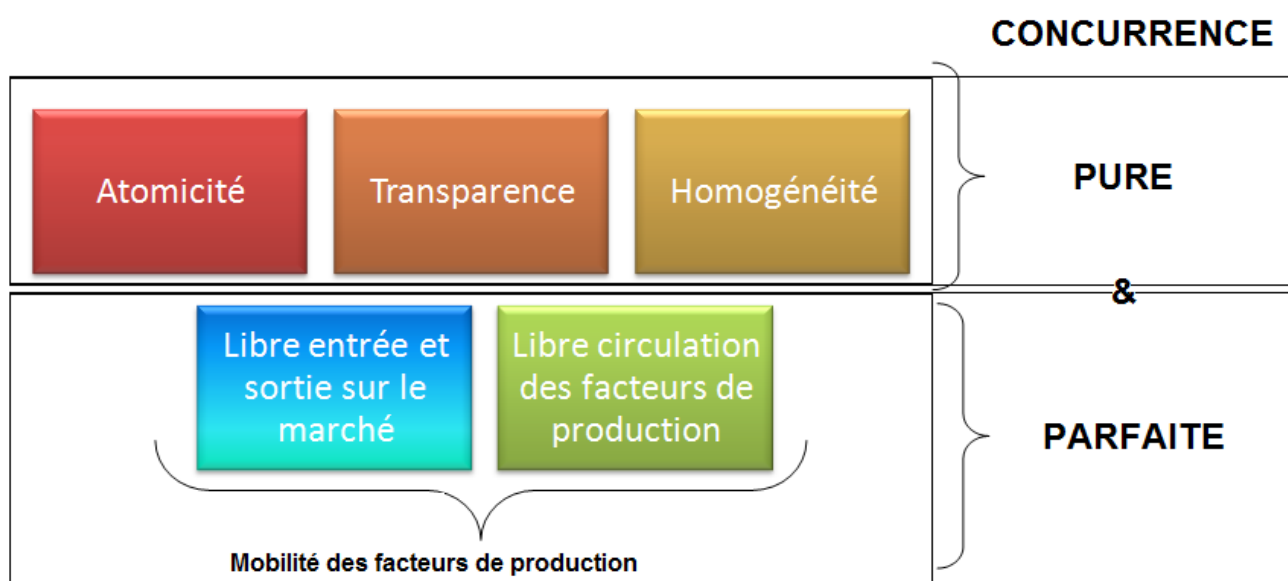 CONCURRENCE
Atomicité
Transparence
Homogénéité
PURE
&
Libre entrée et
sortie sur le
marché
Libre circulation
des facteurs de
production
PARFAITE
Mobilité des facteurs de production